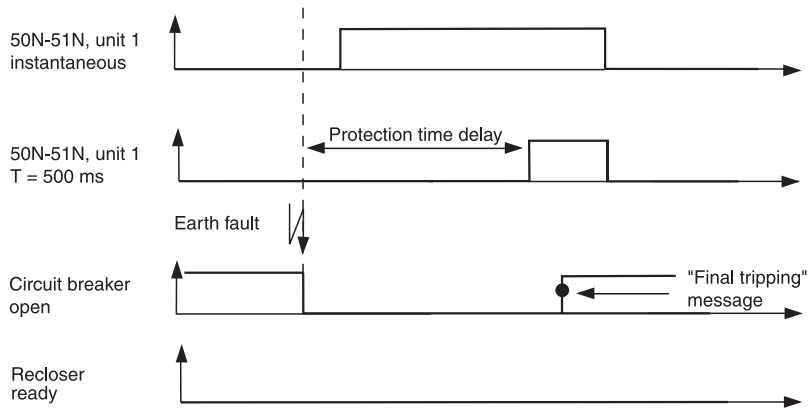 50N-51N, unit 1
instantaneous
50N-51N, unit 1
T = 500 ms
Protection time delay
Earth fault
Circuit breaker
open
"Final tripping"
message
Recloser
ready